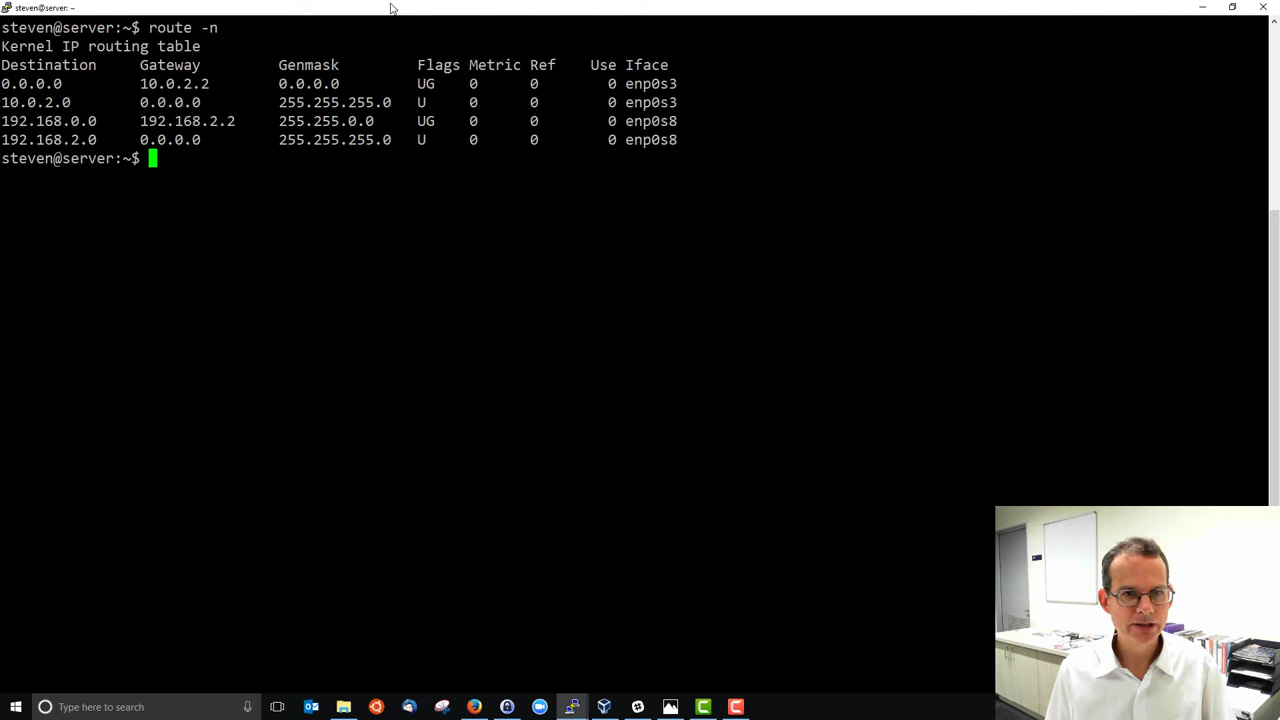 steven@server: ~
steven@server:~$ route -n
Kernel IP routing table
Destination Gateway Genmask Flags Metric Ref Use Iface
0.0.0.0 10.0.2.2 0.0.0.0 UG 0 0 0 enp0s3
10.0.2.0 0.0.0.0 255.255.255.0 U 0 0 0 enp0s3
192.168.0.0 192.168.2.2 255.255.0.0 UG 0 0 0 enp0s8
192.168.2.0 0.0.0.0 255.255.255.0 U 0 0 0 enp0s8
steven@server:~$
Type here to search